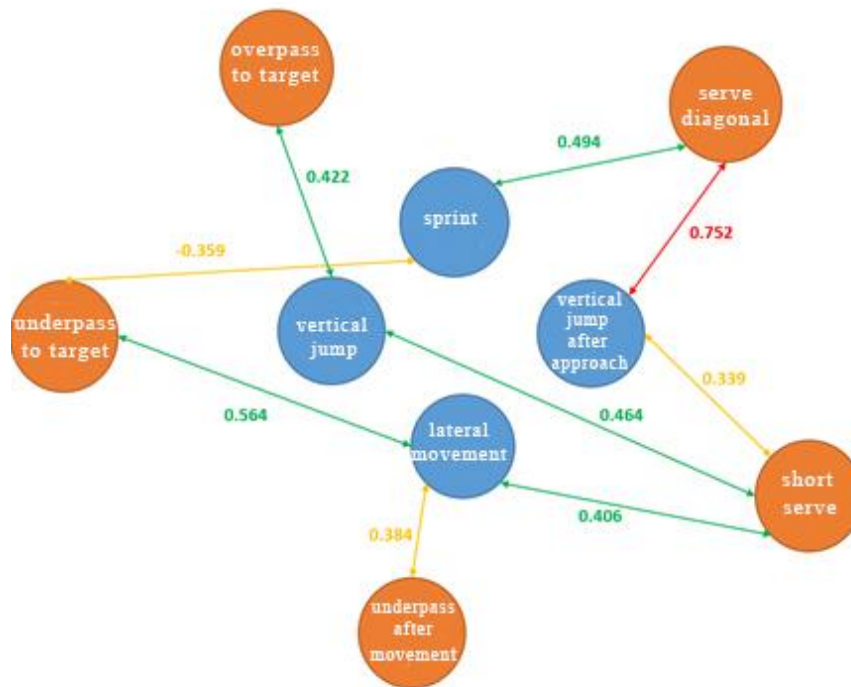 overpass
to target
serve
diagonal
0.494
0.422
sprint
0.752
-0.359
underpass
to target
vertical
jump
vertical
jump
after
approach
0.339
0.564
0.464
lateral
movement
short
serve
0.406
0.384
underpass
after
movement